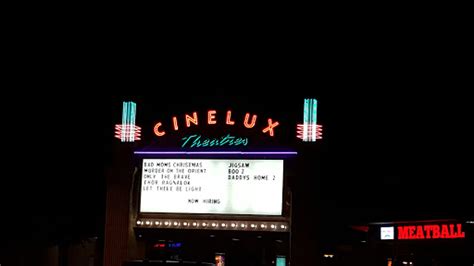 CINELUX
Theatres
BAD MOMS CHRISTMAS
MURDER ON THE ORIENT
ONLY THE BRAVE
THOR RAGNAROK
LET THERE BE LIGHT
JIGSAW
BOO 2
DADDYS HOME 2
NOW HIRING
MEATBALL